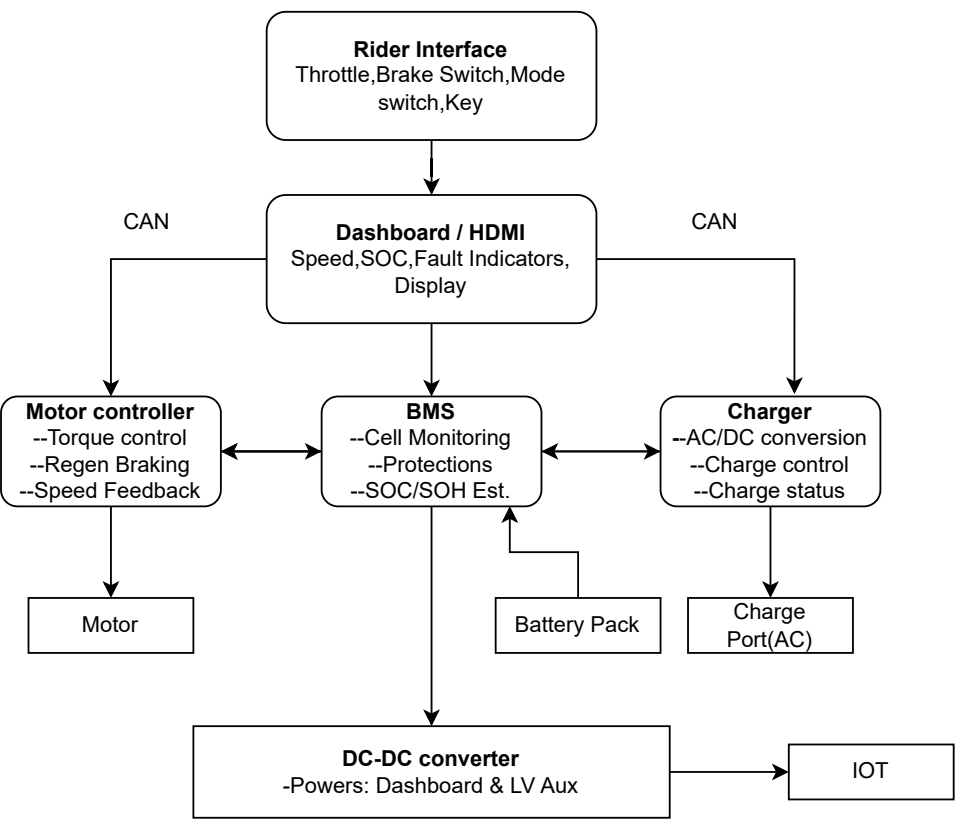 Rider Interface
Throttle,Brake Switch,Mode
switch,Key
CAN
CAN
Dashboard / HDMI
Speed,SOC,Fault Indicators,
Display
Motor controller
--Torque control
--Regen Braking
--Speed Feedback
BMS
--Cell Monitoring
--Protections
--SOC/SOH Est.
Charger
--AC/DC conversion
--Charge control
--Charge status
Motor
Battery Pack
Charge
Port(AC)
DC-DC converter
-Powers: Dashboard & LV Aux
IOT